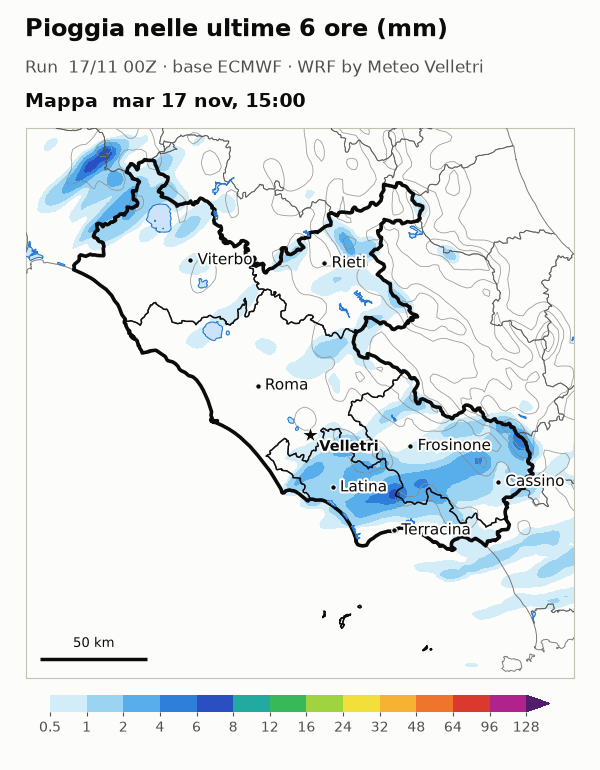 Pioggia nelle ultime 6 ore (mm)
Run  17/11 00Z · base ECMWF · WRF by Meteo Velletri
Mappa  mar 17 nov, 15:00
Viterbo
Rieti
Roma
Velletri
Frosinone
Latina
Cassino
Terracina
50 km
0.5 1 2 4 6 8 12 16 24 32 48 64 96 128